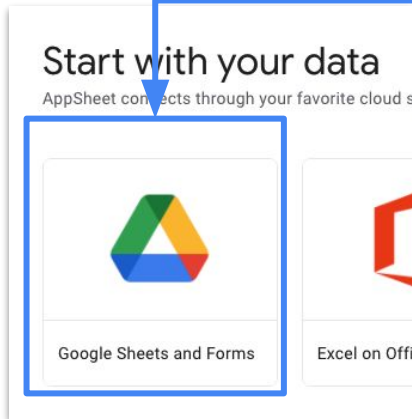 Start with your data
AppSheet connects through your favorite cloud
Google Sheets and Forms
Excel on